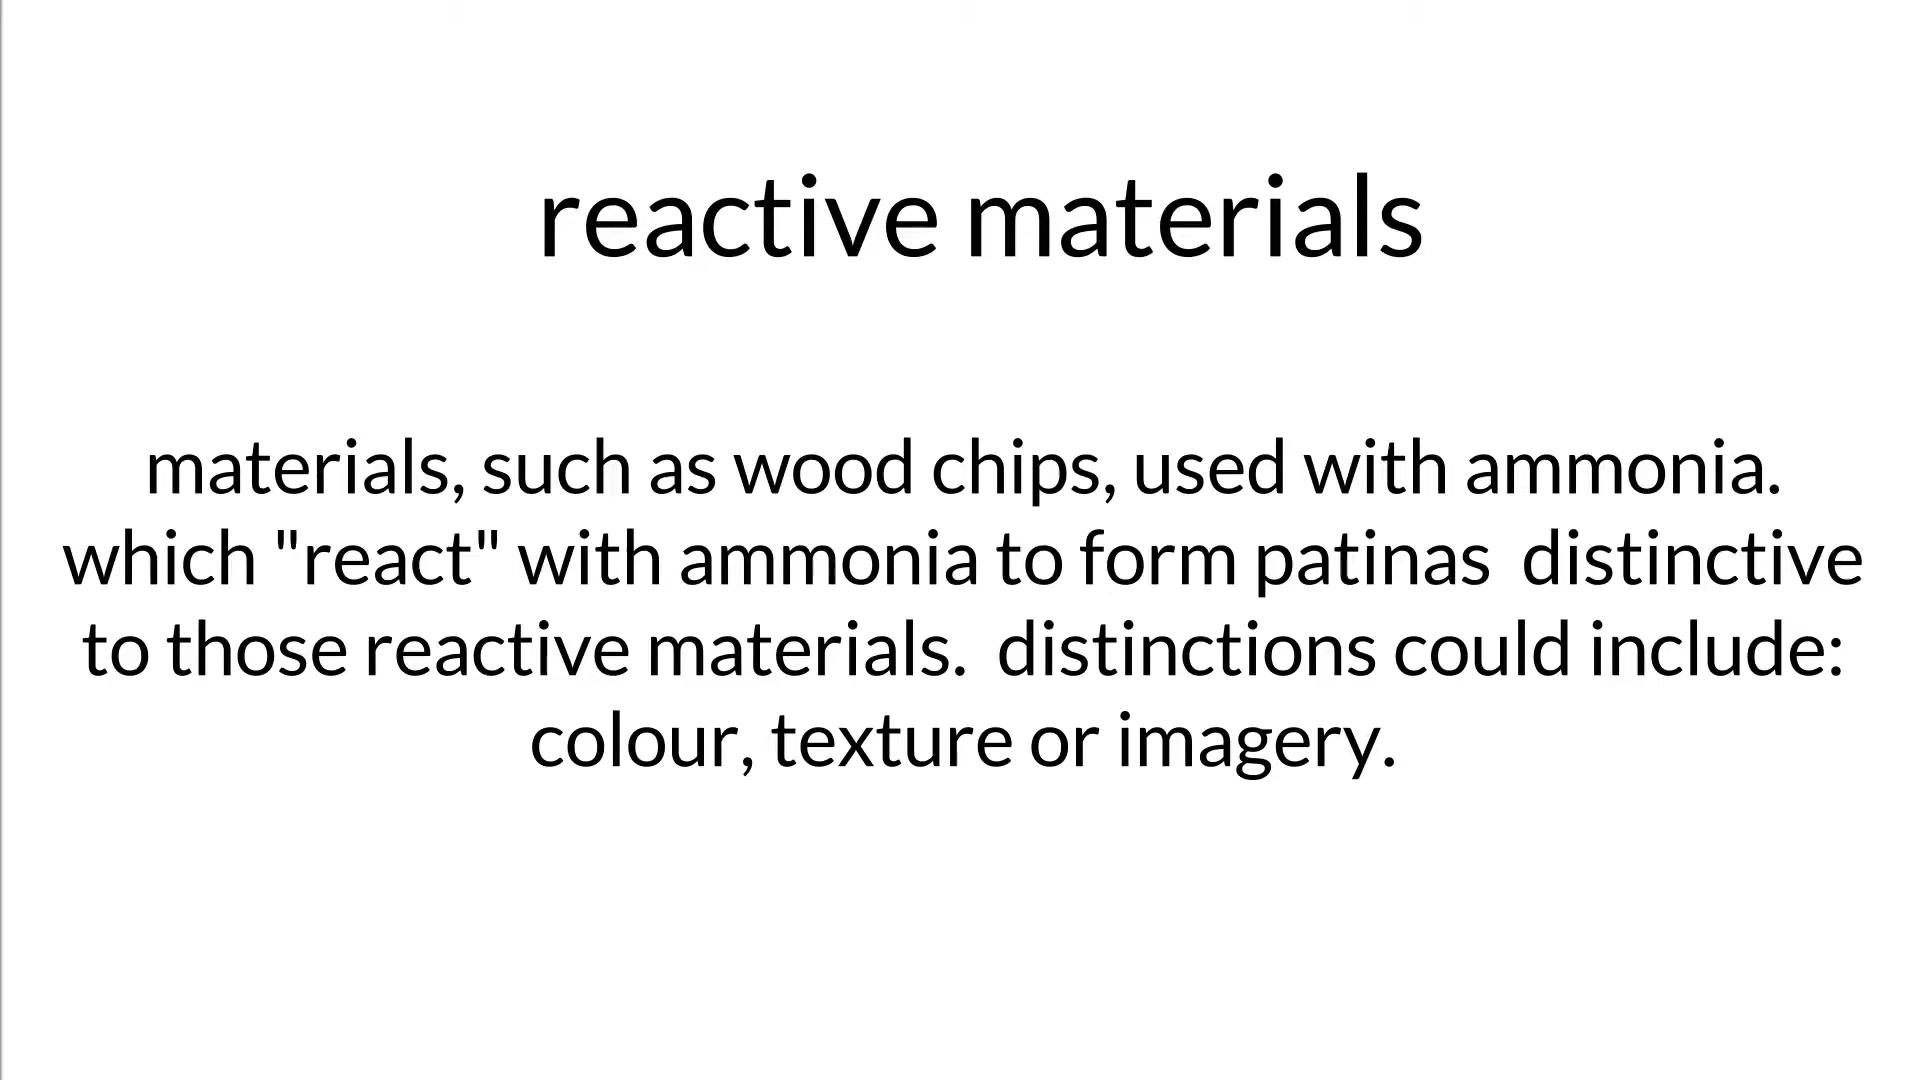 reactive materials
materials, such as wood chips, used with ammonia.
which "react" with ammonia to form patinas  distinctive
to those reactive materials.  distinctions could include:
colour, texture or imagery.